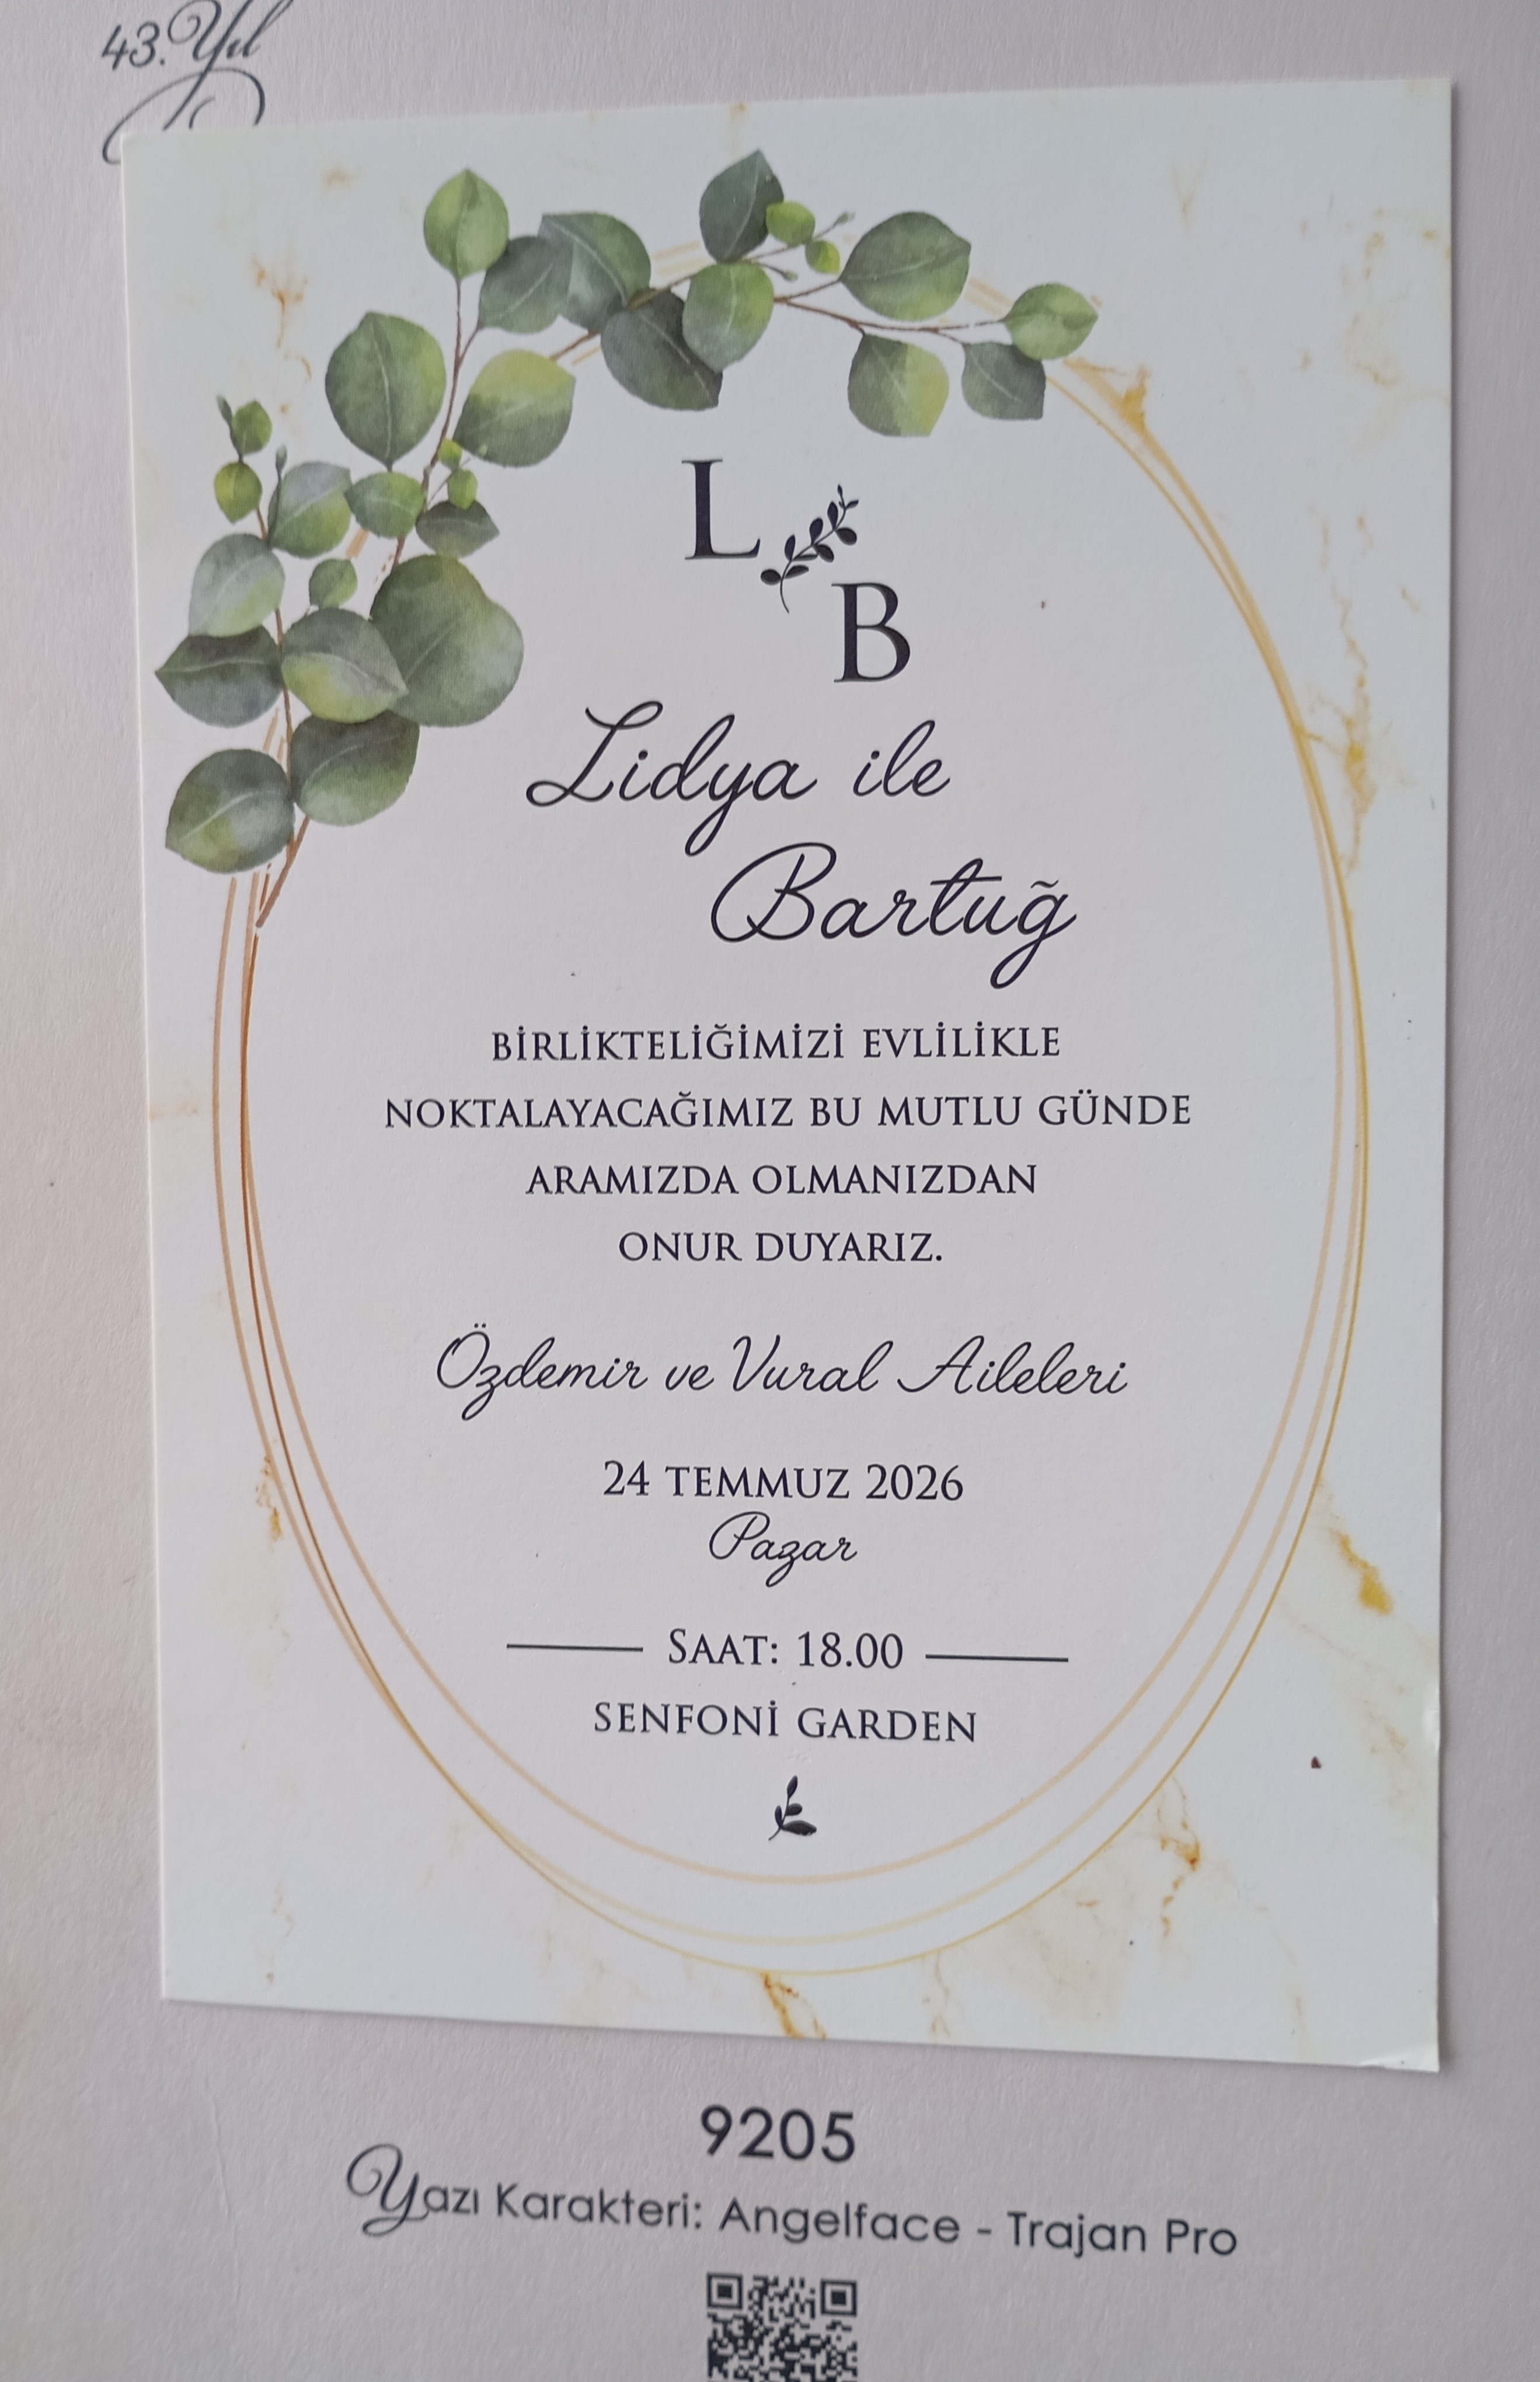 43. Yıl
L
B
Lidya ile
Bartuğ
BİRLİKTELİĞİMİZİ EVLİLİKLE
NOKTALAYACAĞIMIZ BU MUTLU GÜNDE
ARAMIZDA OLMANIZDAN
ONUR DUYARIZ.
Özdemir ve Vural Aileleri
24 TEMMUZ 2026
Pazar
SAAT: 18.00
SENFONİ GARDEN
9205
Yazı Karakteri: Angelface - Trajan Pro